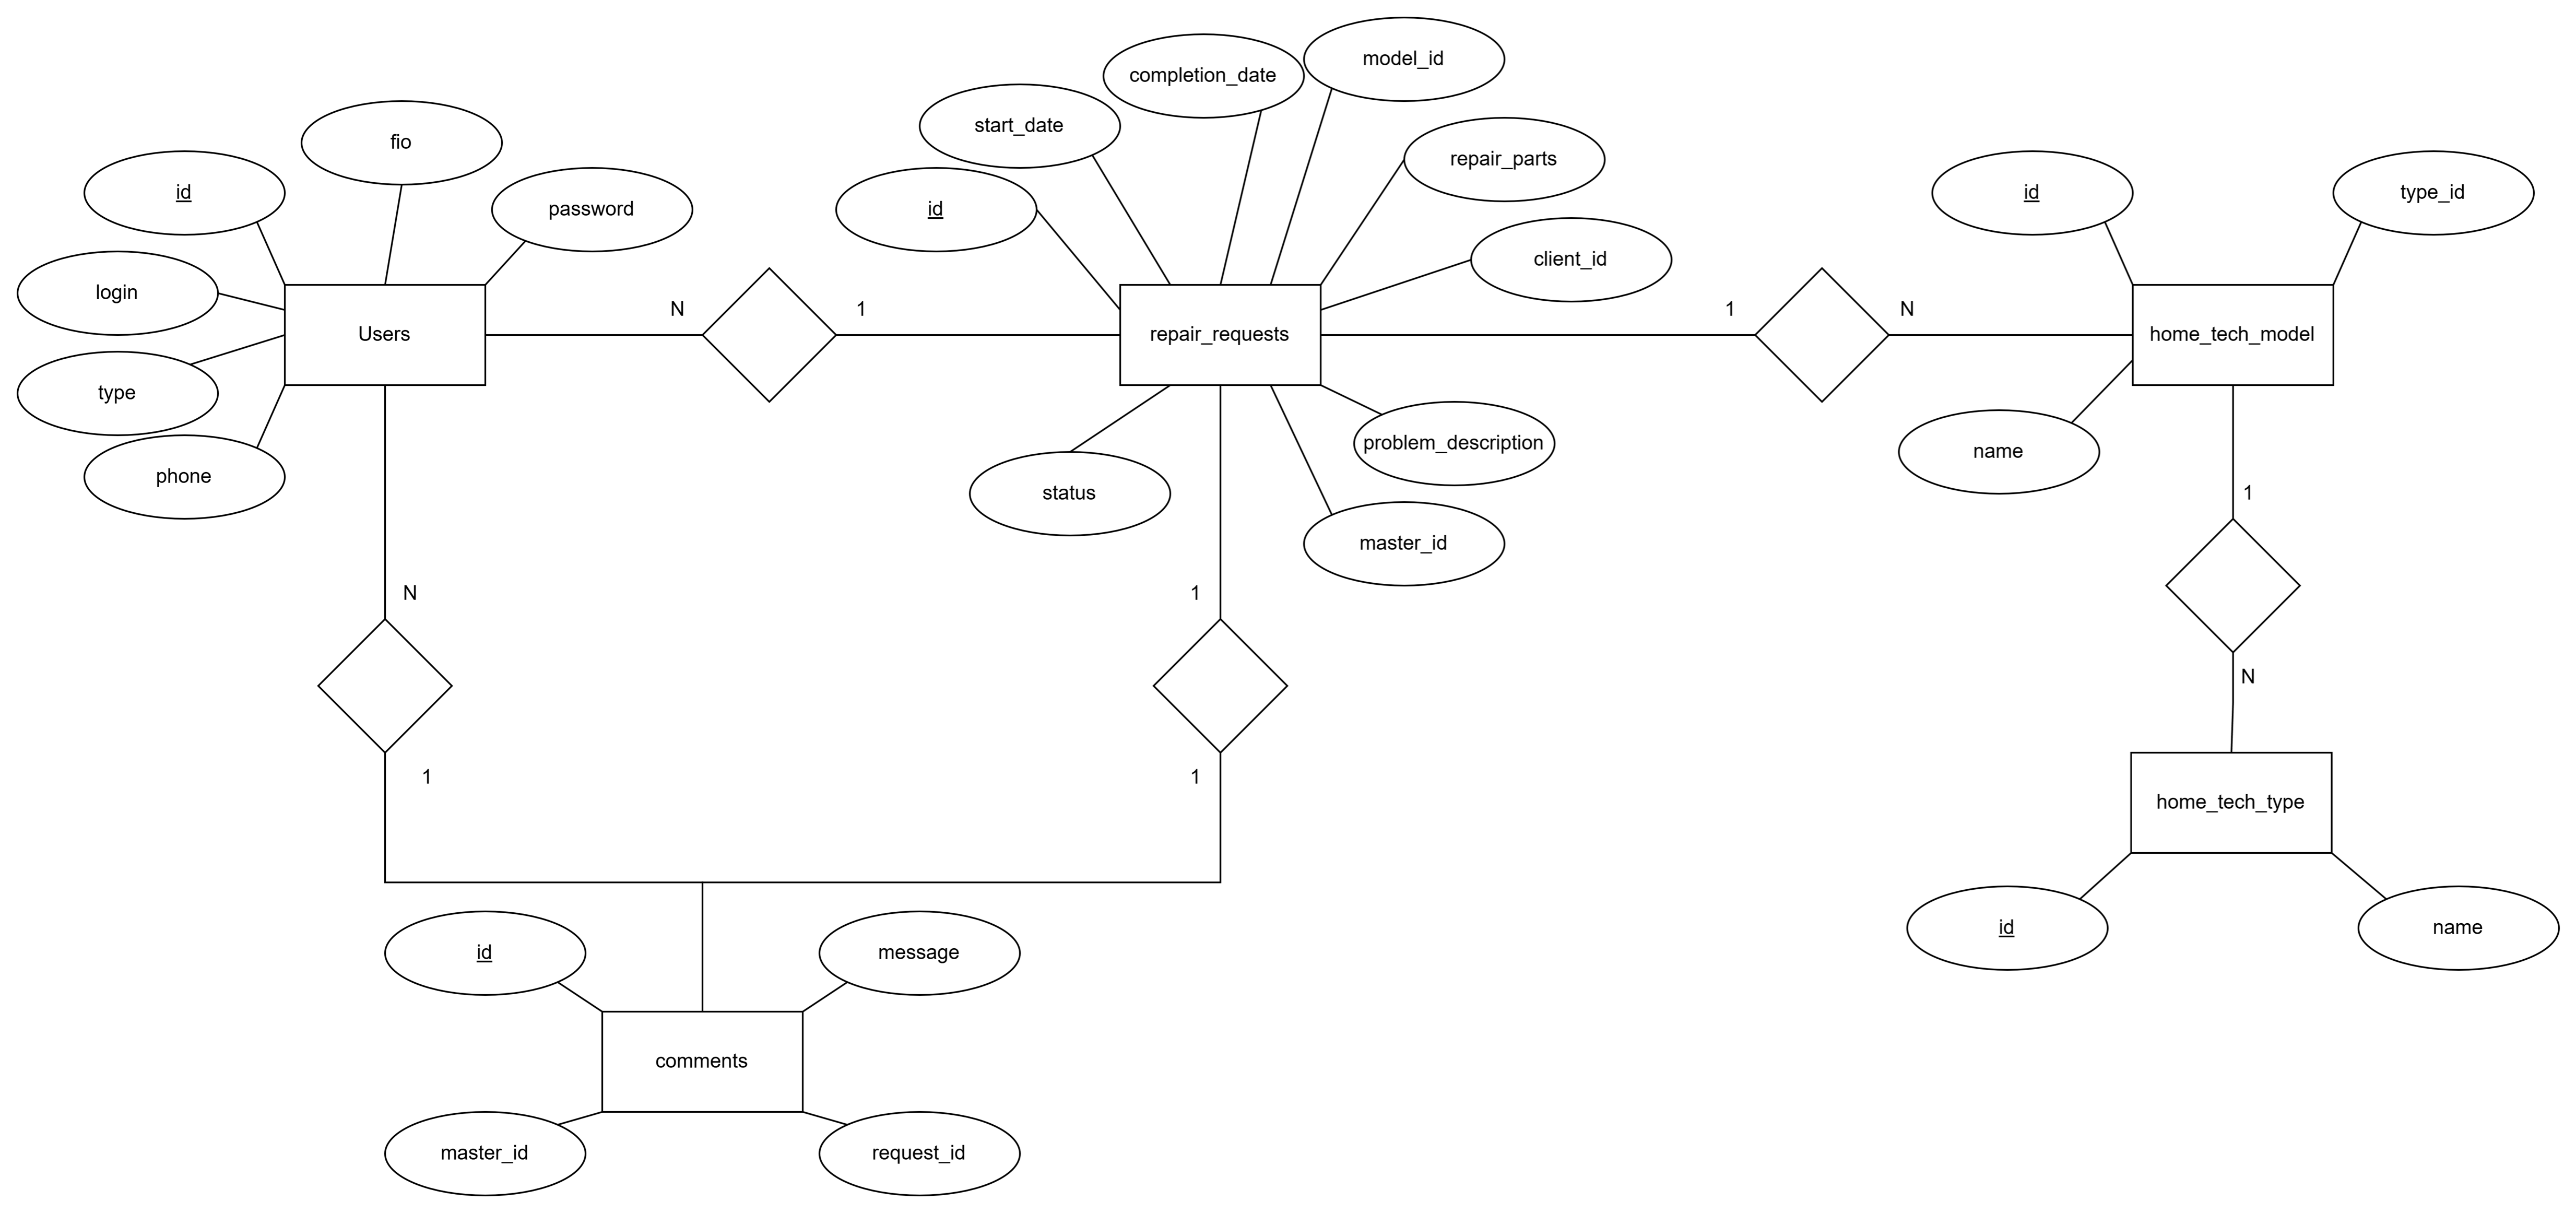 model_id
completion_date
start_date
fio
repair_parts
id
id
type_id
password
id
client_id
login
N
1
1
N
Users
repair_requests
home_tech_model
type
problem_description
name
phone
status
1
master_id
N
1
N
1
1
home_tech_type
id
name
id
message
comments
master_id
request_id